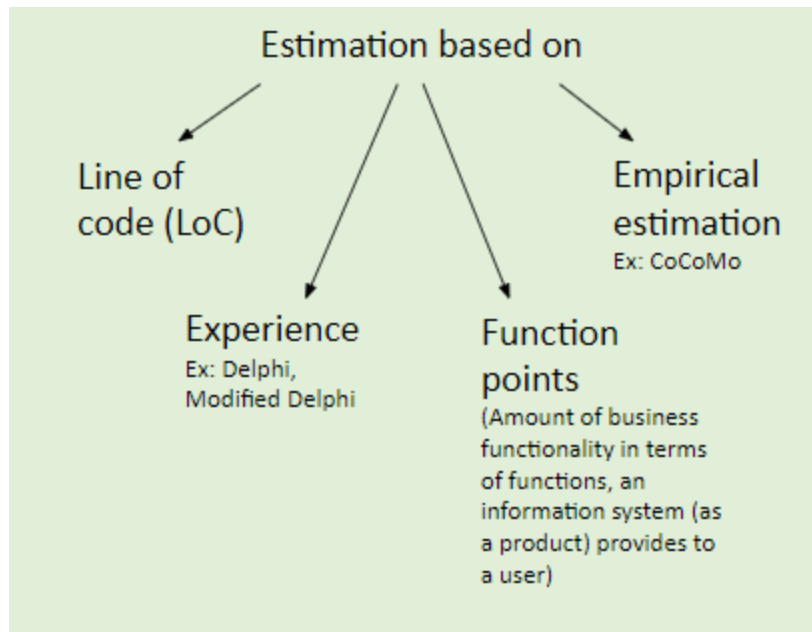 Estimation based on
Line of
code (LoC)
Empirical
estimation
Ex: CoCoMo
Experience
Ex: Delphi,
Modified Delphi
Function
points
(Amount of business
functionality in terms
of functions, an
information system (as
a product) provides to
a user)